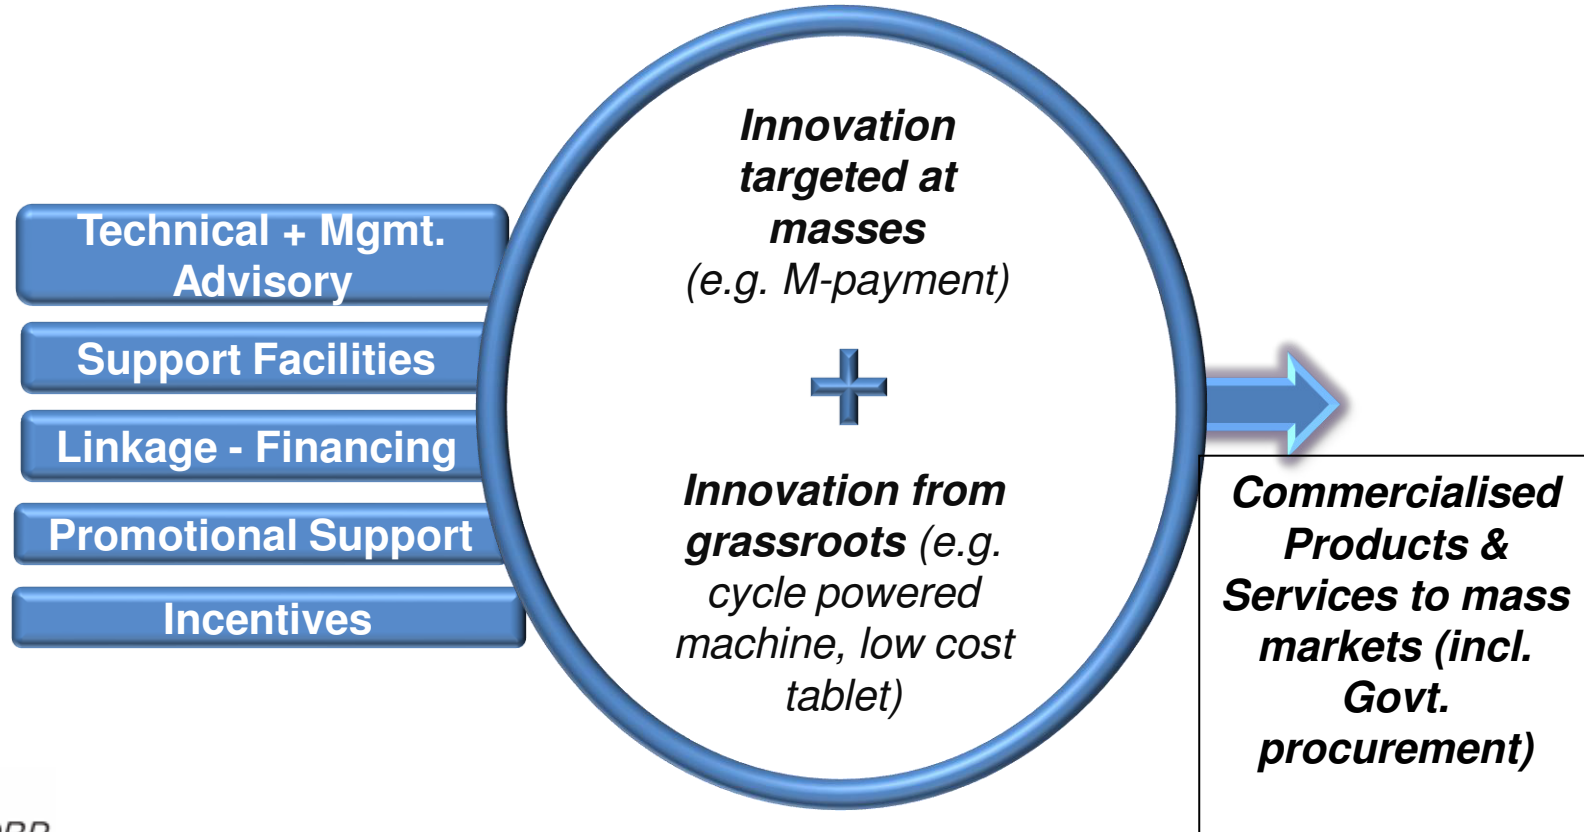 Technical + Mgmt.
Advisory
Support Facilities
Linkage - Financing
Promotional Support
Incentives
Innovation
targeted at
masses
(e.g. M-payment)
+
Innovation from
grassroots (e.g.
cycle powered
machine, low cost
tablet)
Commercialised
Products &
Services to mass
markets (incl.
Govt.
procurement)